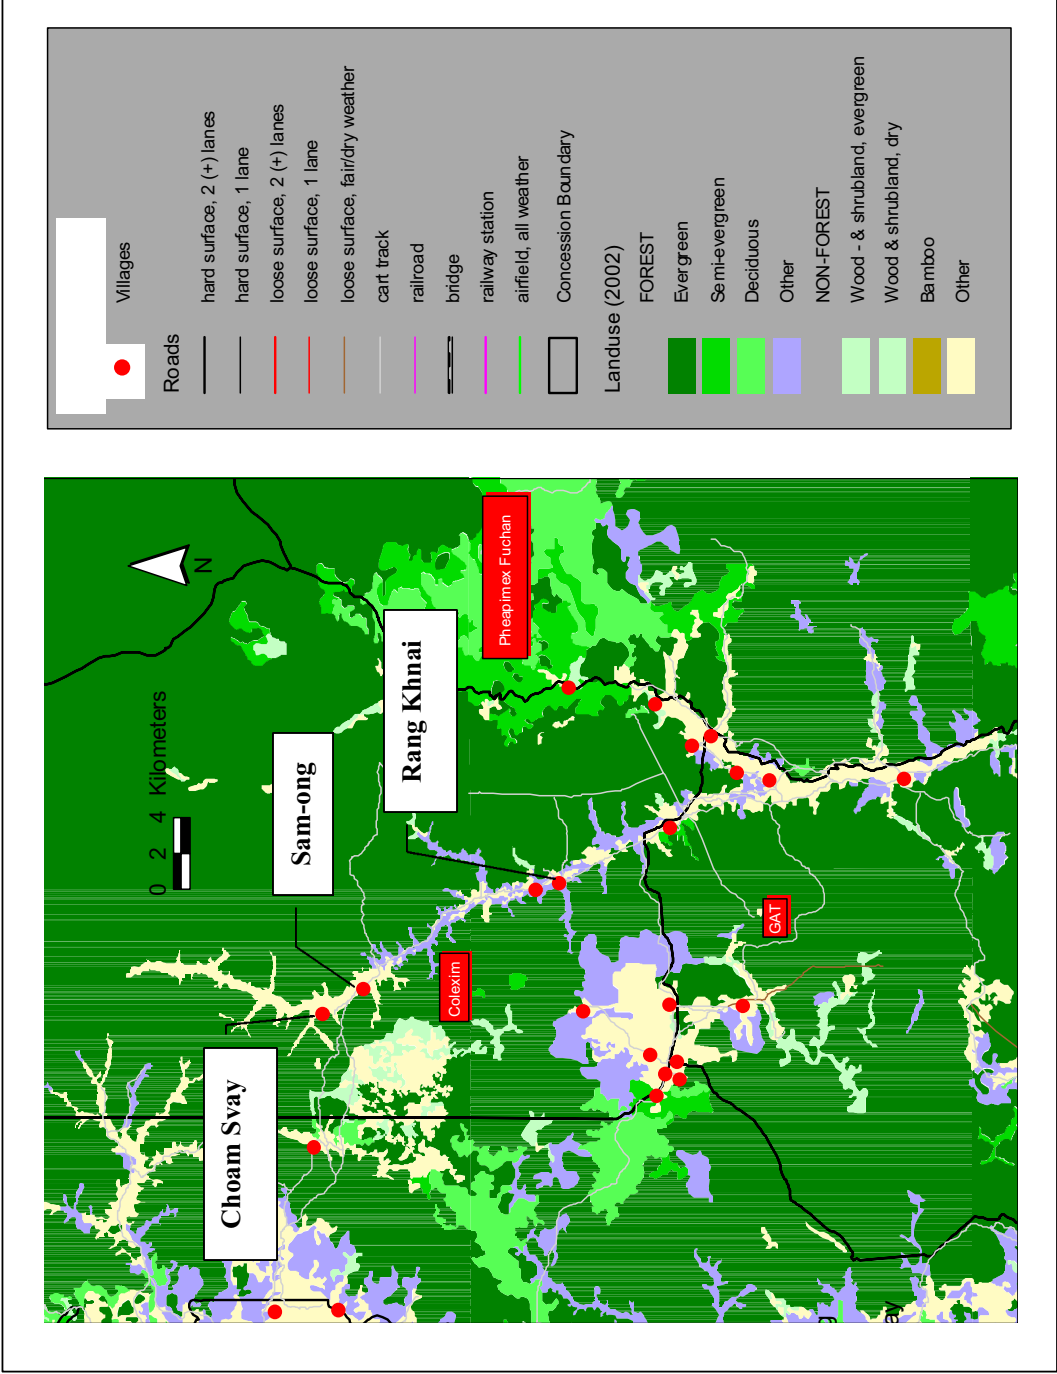 N
0 2 4 Kilometers
Choam Svay
Sam-ong
Rang Khnai
Colexim
Pheapimex Fuchan
GAT
g
ay
Villages
Roads
hard surface, 2 (+) lanes
hard surface, 1 lane
loose surface, 2 (+) lanes
loose surface, 1 lane
loose surface, fair/dry weather
cart track
railroad
bridge
railway station
airfield, all weather
Concession Boundary
Landuse (2002)
FOREST
Evergreen
Semi-evergreen
Deciduous
Other
NON-FOREST
Wood - & shrubland, evergreen
Wood & shrubland, dry
Bamboo
Other